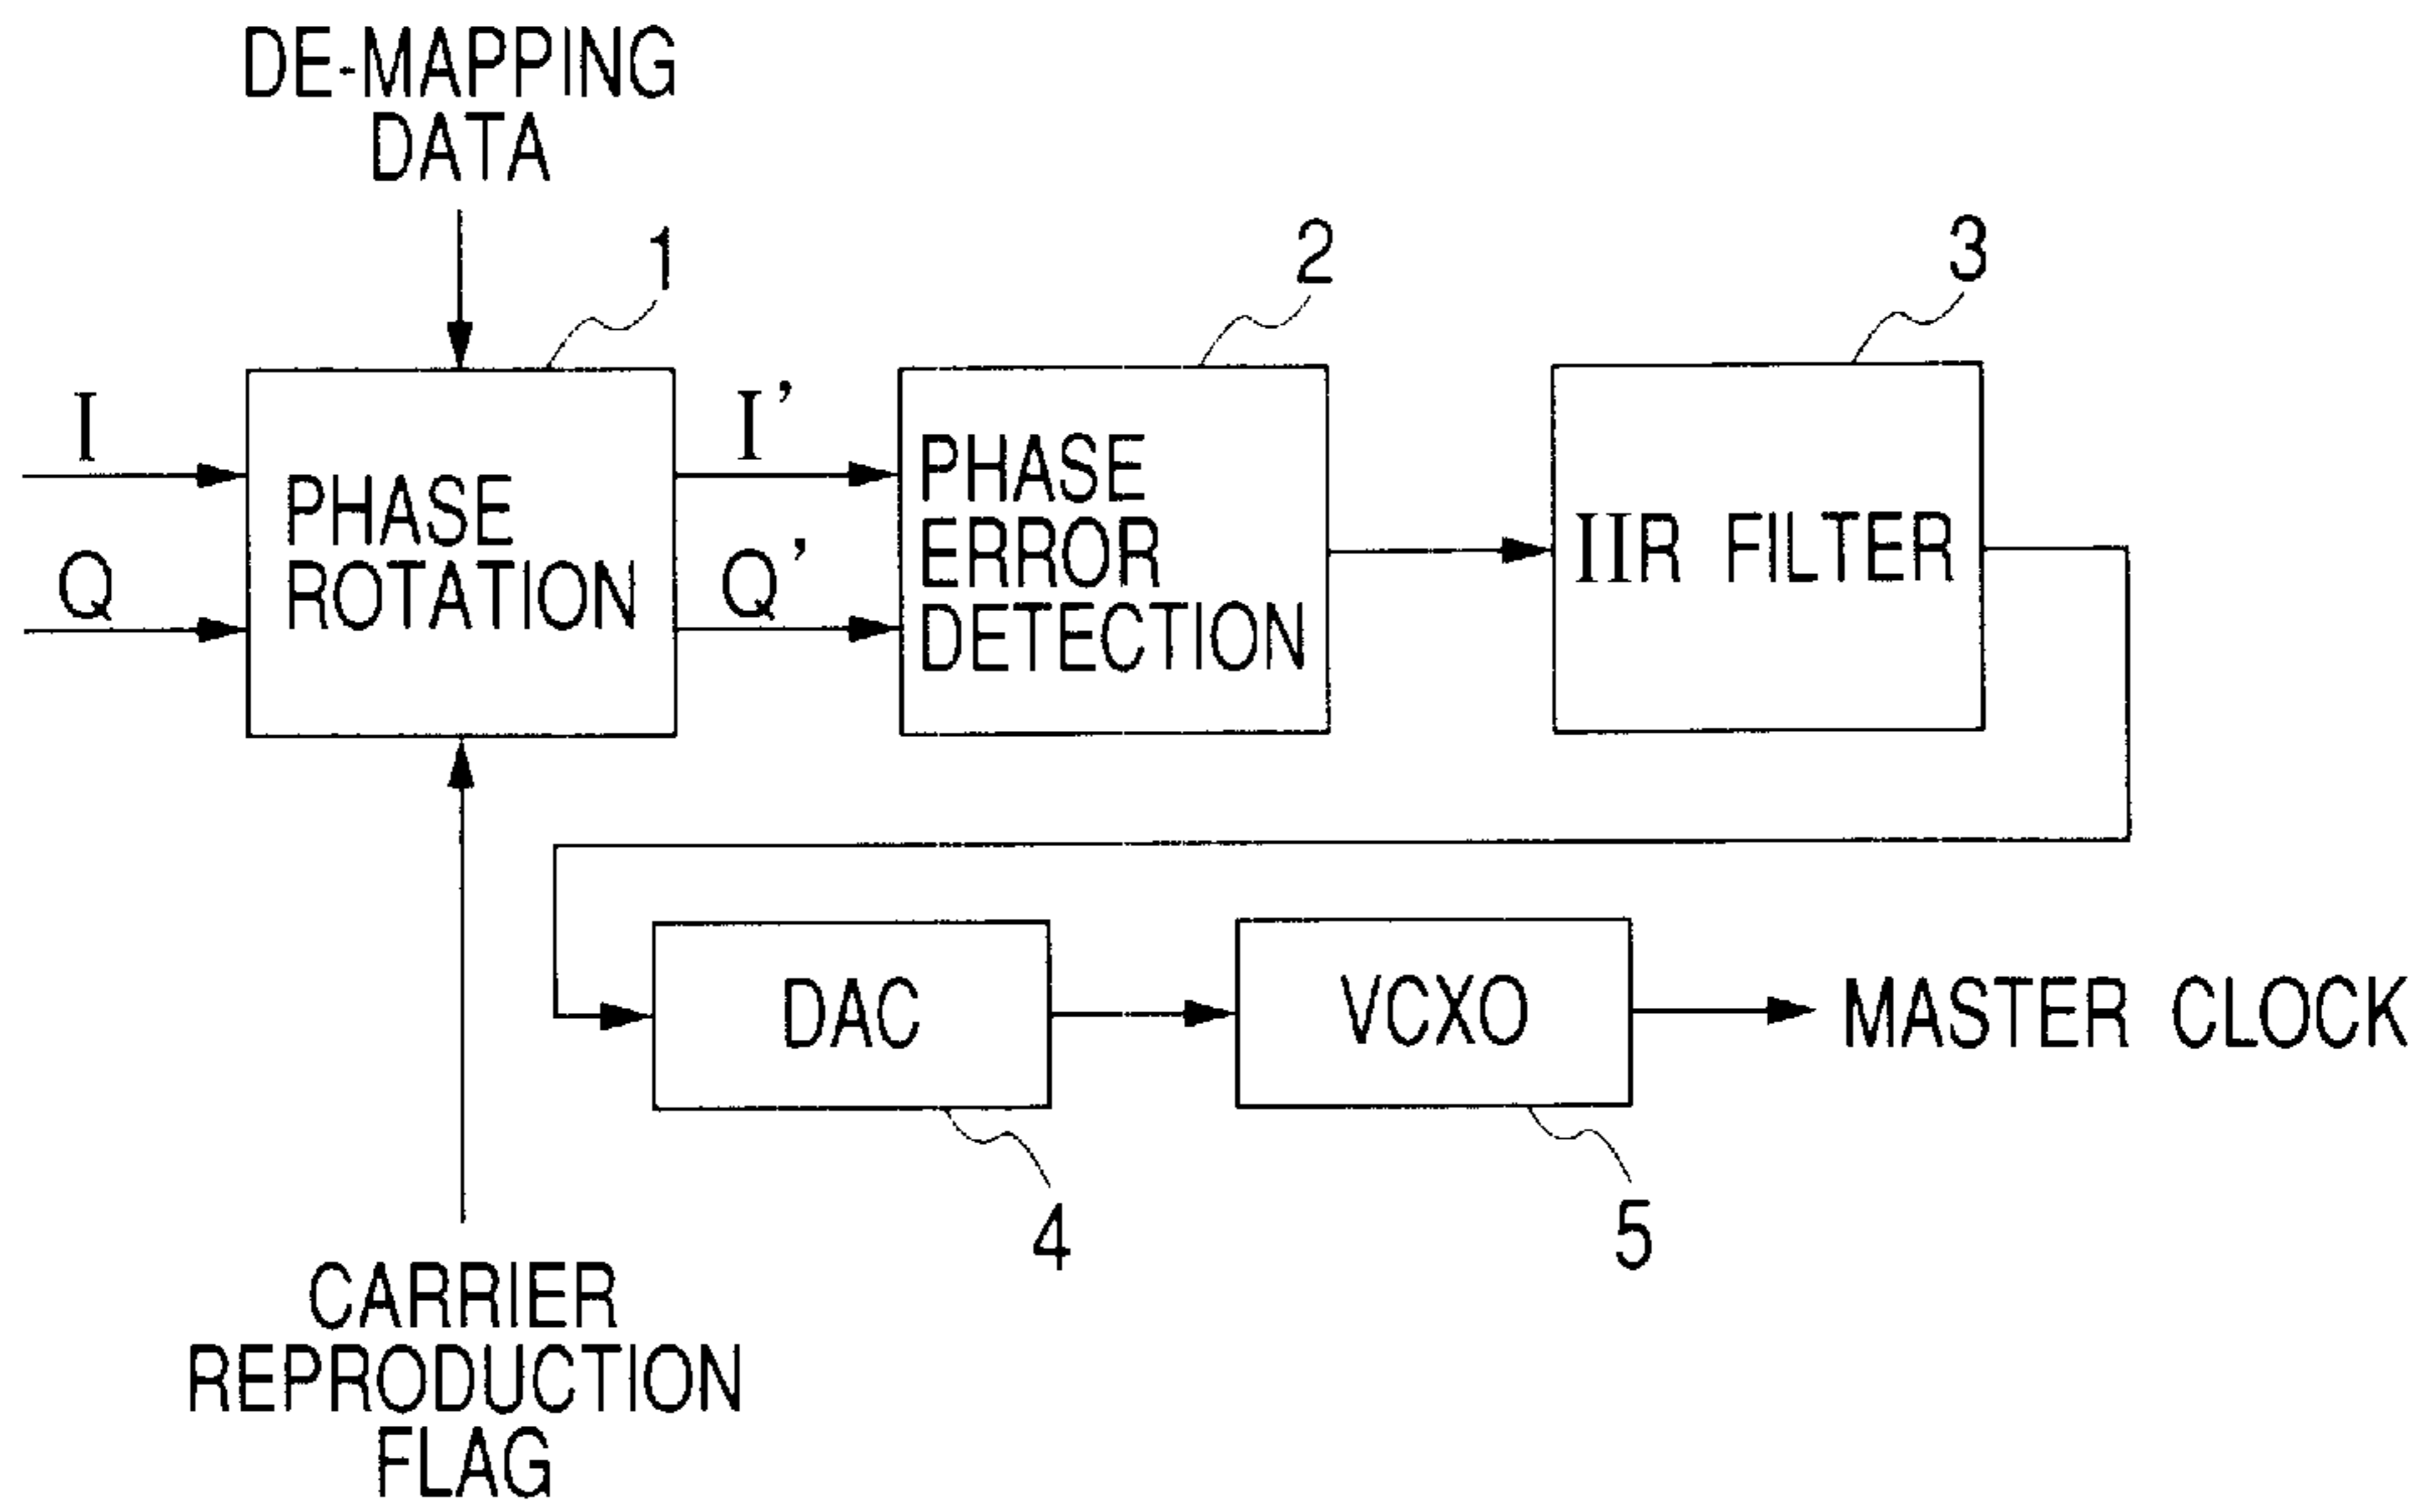 DE-MAPPING
DATA
1
2
3
I
Q
PHASE
ROTATION
I'
Q'
PHASE
ERROR
DETECTION
IIR FILTER
DAC
VCXO
MASTER CLOCK
4
5
CARRIER
REPRODUCTION
FLAG